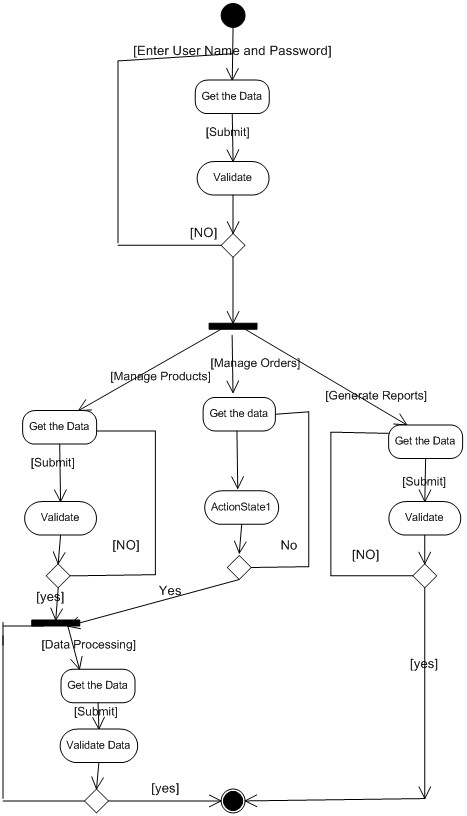 [Enter User Name and Password]
Get the Data
[Submit]
Validate
[NO]
[Manage Products]
[Manage Orders]
[Generate Reports]
Get the Data
Get the data
Get the Data
[Submit]
[Submit]
Validate
ActionState1
Validate
[NO]
No
[NO]
[yes]
Yes
[Data Processing]
[yes]
Get the Data
[Submit]
Validate Data
[yes]